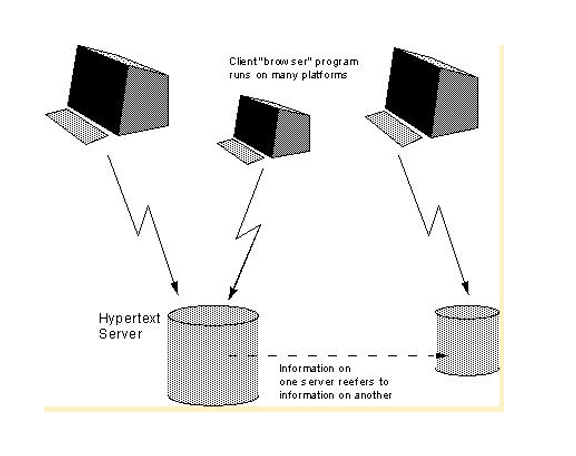 Client "browser" program
runs on many platforms
Hypertext
Server
Information on
one server reefers to
information on another